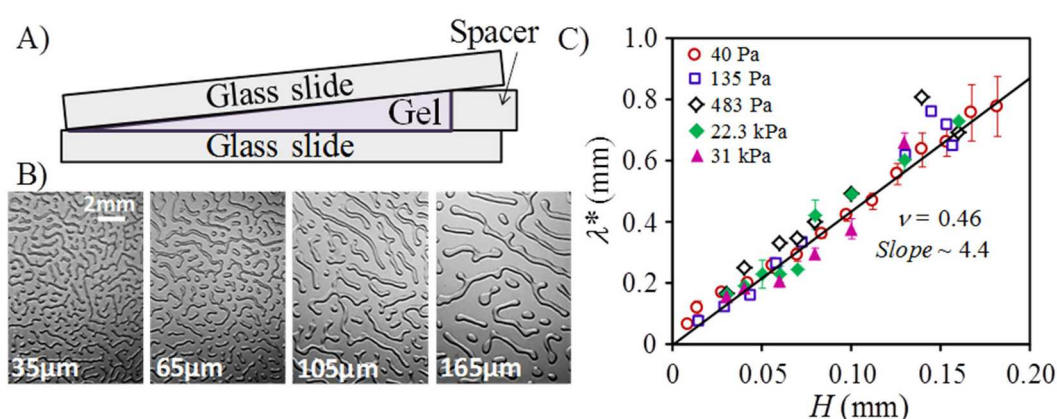 A)
Spacer
Glass slide
Gel
Glass slide
B)
2mm
35μm
65μm
105μm
165μm
C)
λ* (mm)
1.0
0.8
0.6
0.4
0.2
0
40 Pa
135 Pa
483 Pa
22.3 kPa
31 kPa
ν = 0.46
Slope ~ 4.4
0 0.05 0.10 0.15 0.20
H (mm)